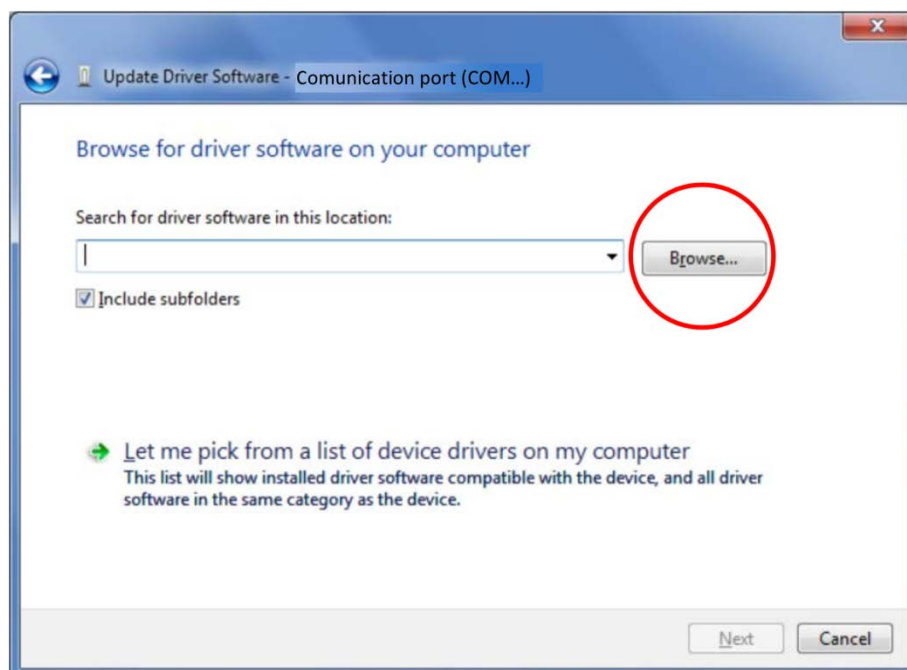 Update Driver Software - Comunication port (COM...)
Browse for driver software on your computer
Search for driver software in this location:
Browse...
Include subfolders
Let me pick from a list of device drivers on my computer
This list will show installed driver software compatible with the device, and all driver
software in the same category as the device.
Next Cancel